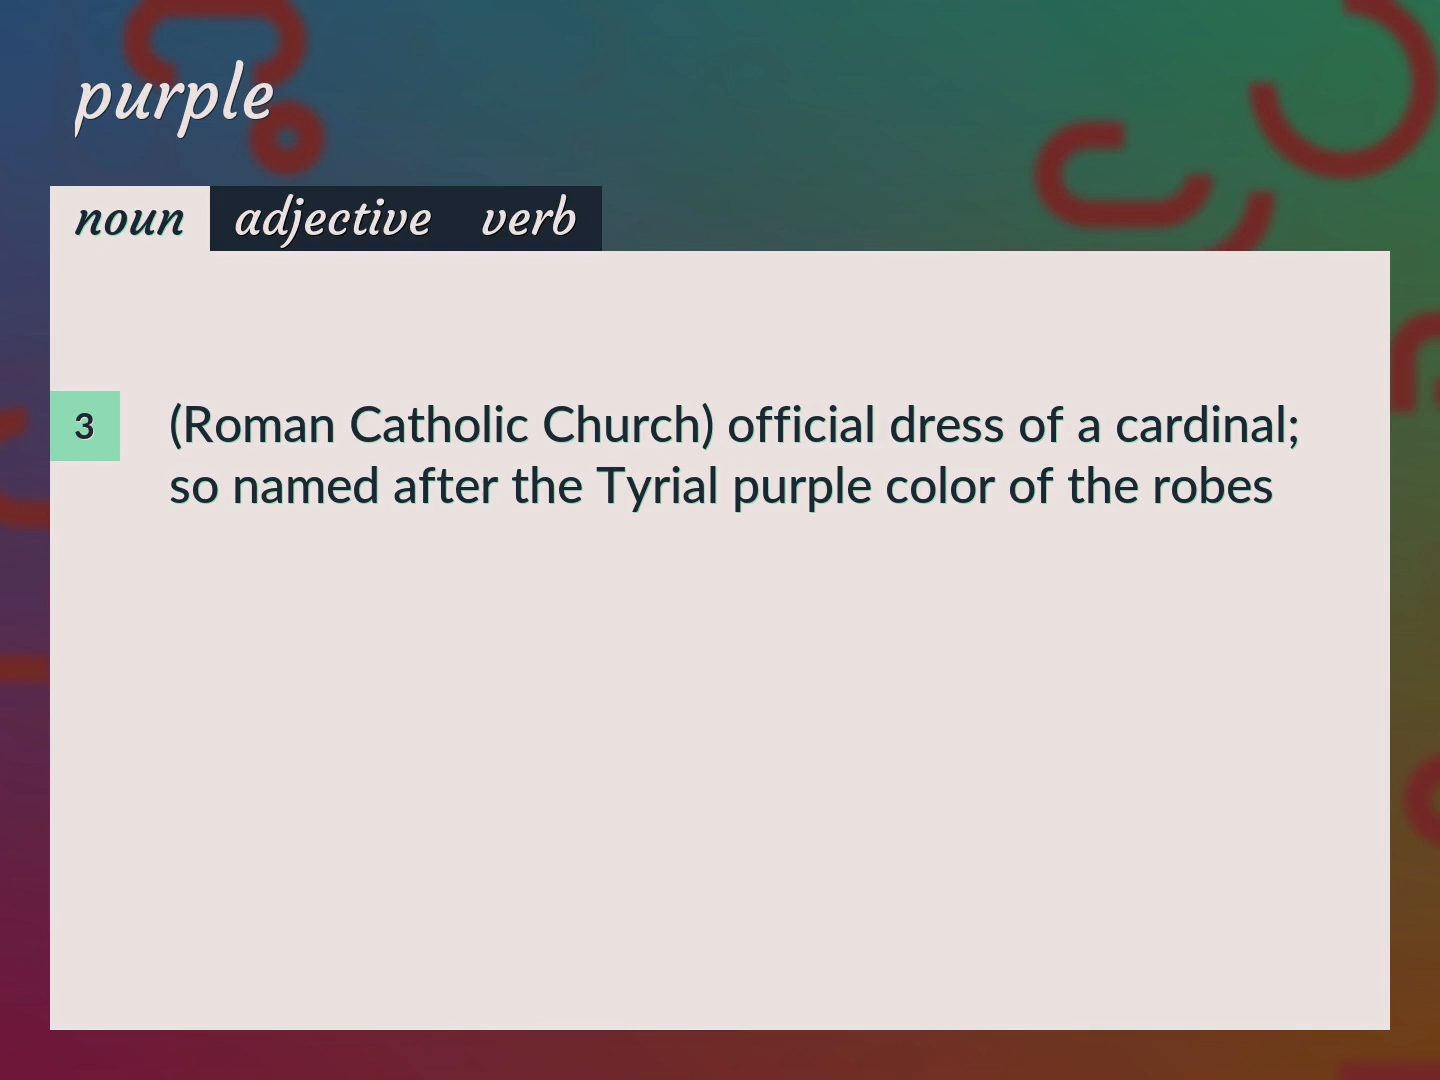 purple
noun adjective verb
3 (Roman Catholic Church) official dress of a cardinal;
so named after the Tyrial purple color of the robes